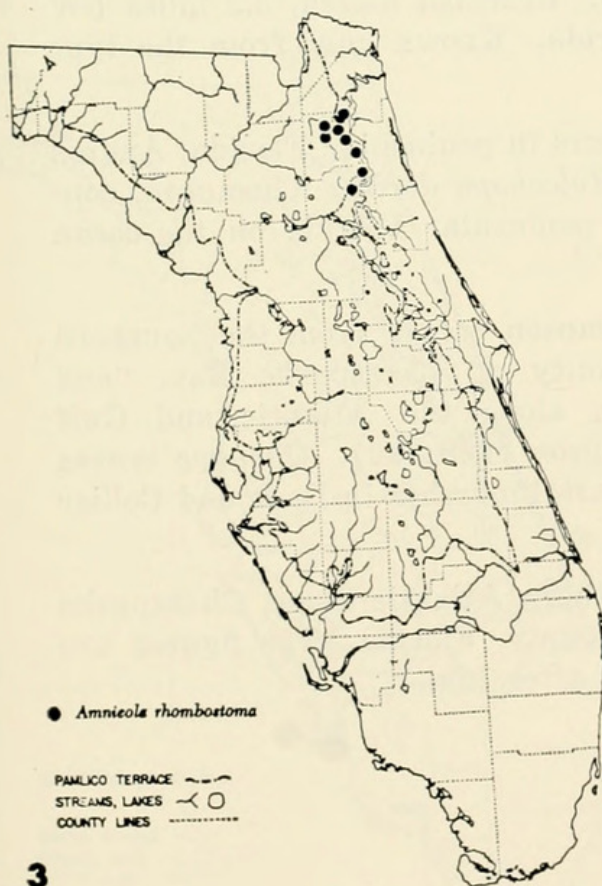 Amnicola rhombostoma
PAMLICO TERRACE
STREAMS, LAKES
COUNTY LINES
3